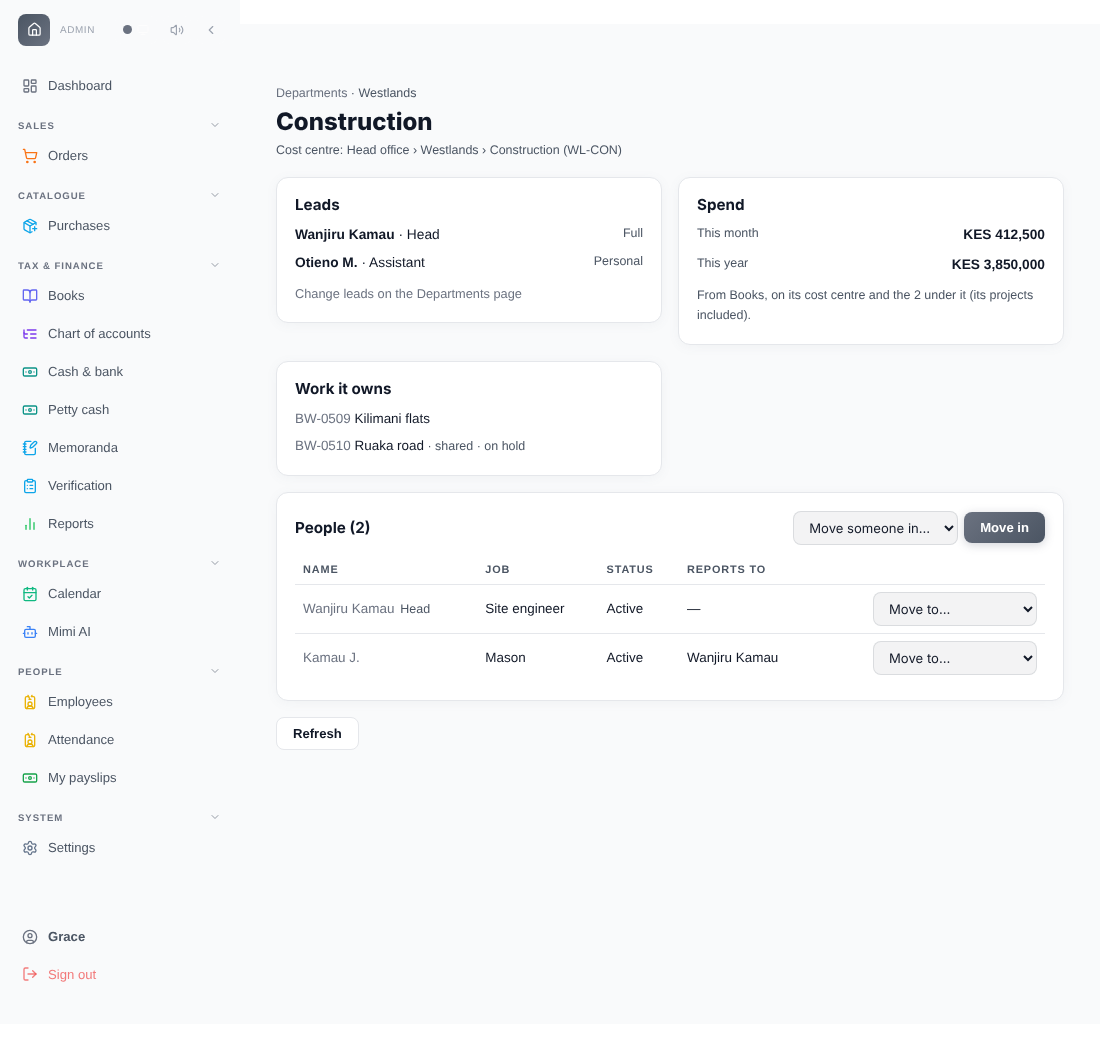 ADMIN
Dashboard
SALES
Orders
CATALOGUE
Purchases
TAX & FINANCE
Books
Chart of accounts
Cash & bank
Petty cash
Memoranda
Verification
Reports
WORKPLACE
Calendar
Mimi AI
PEOPLE
Employees
Attendance
My payslips
SYSTEM
Settings
Grace
Sign out
Departments · Westlands
Construction
Cost centre: Head office › Westlands › Construction (WL-CON)
Leads
Wanjiru Kamau · Head Full
Otieno M. · Assistant Personal
Change leads on the Departments page
Spend
This month KES 412,500
This year KES 3,850,000
From Books, on its cost centre and the 2 under it (its projects
included).
Work it owns
BW-0509 Kilimani flats
BW-0510 Ruaka road · shared · on hold
People (2) Move someone in... Move in
NAME JOB STATUS REPORTS TO
Wanjiru Kamau Head Site engineer Active — Move to...
Kamau J. Mason Active Wanjiru Kamau Move to...
Refresh